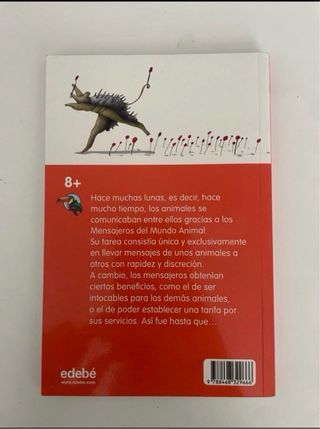 8+
Hace muchas lunas, es decir, hace
mucho tiempo, los animales se
comunicaban entre ellos gracias a los
Mensajeros del Mundo Animal.
Su tarea consistía única y exclusivamente
en llevar mensajes de unos animales a
otros con rapidez y discreción.
A cambio, los mensajeros obtenían
ciertos beneficios, como el de ser
intocables para los demás animales,
o el de poder establecer una tarifa por
sus servicios. Así fue hasta que...
edebé
www.edebe.com
9 788468 329666